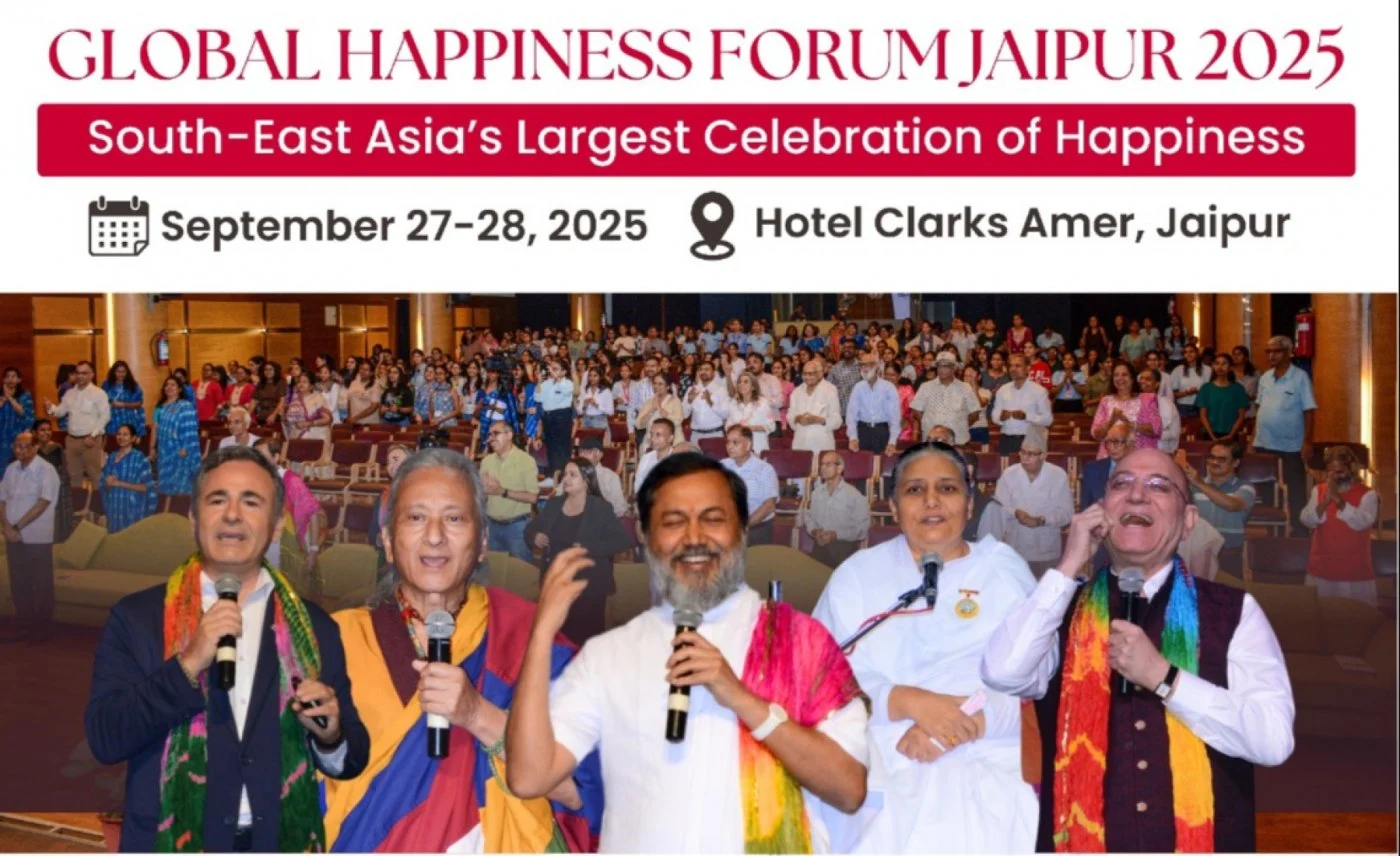 GLOBAL HAPPINESS FORUM JAIPUR 2025
South-East Asia's Largest Celebration of Happiness
September 27-28, 2025
Hotel Clarks Amer, Jaipur